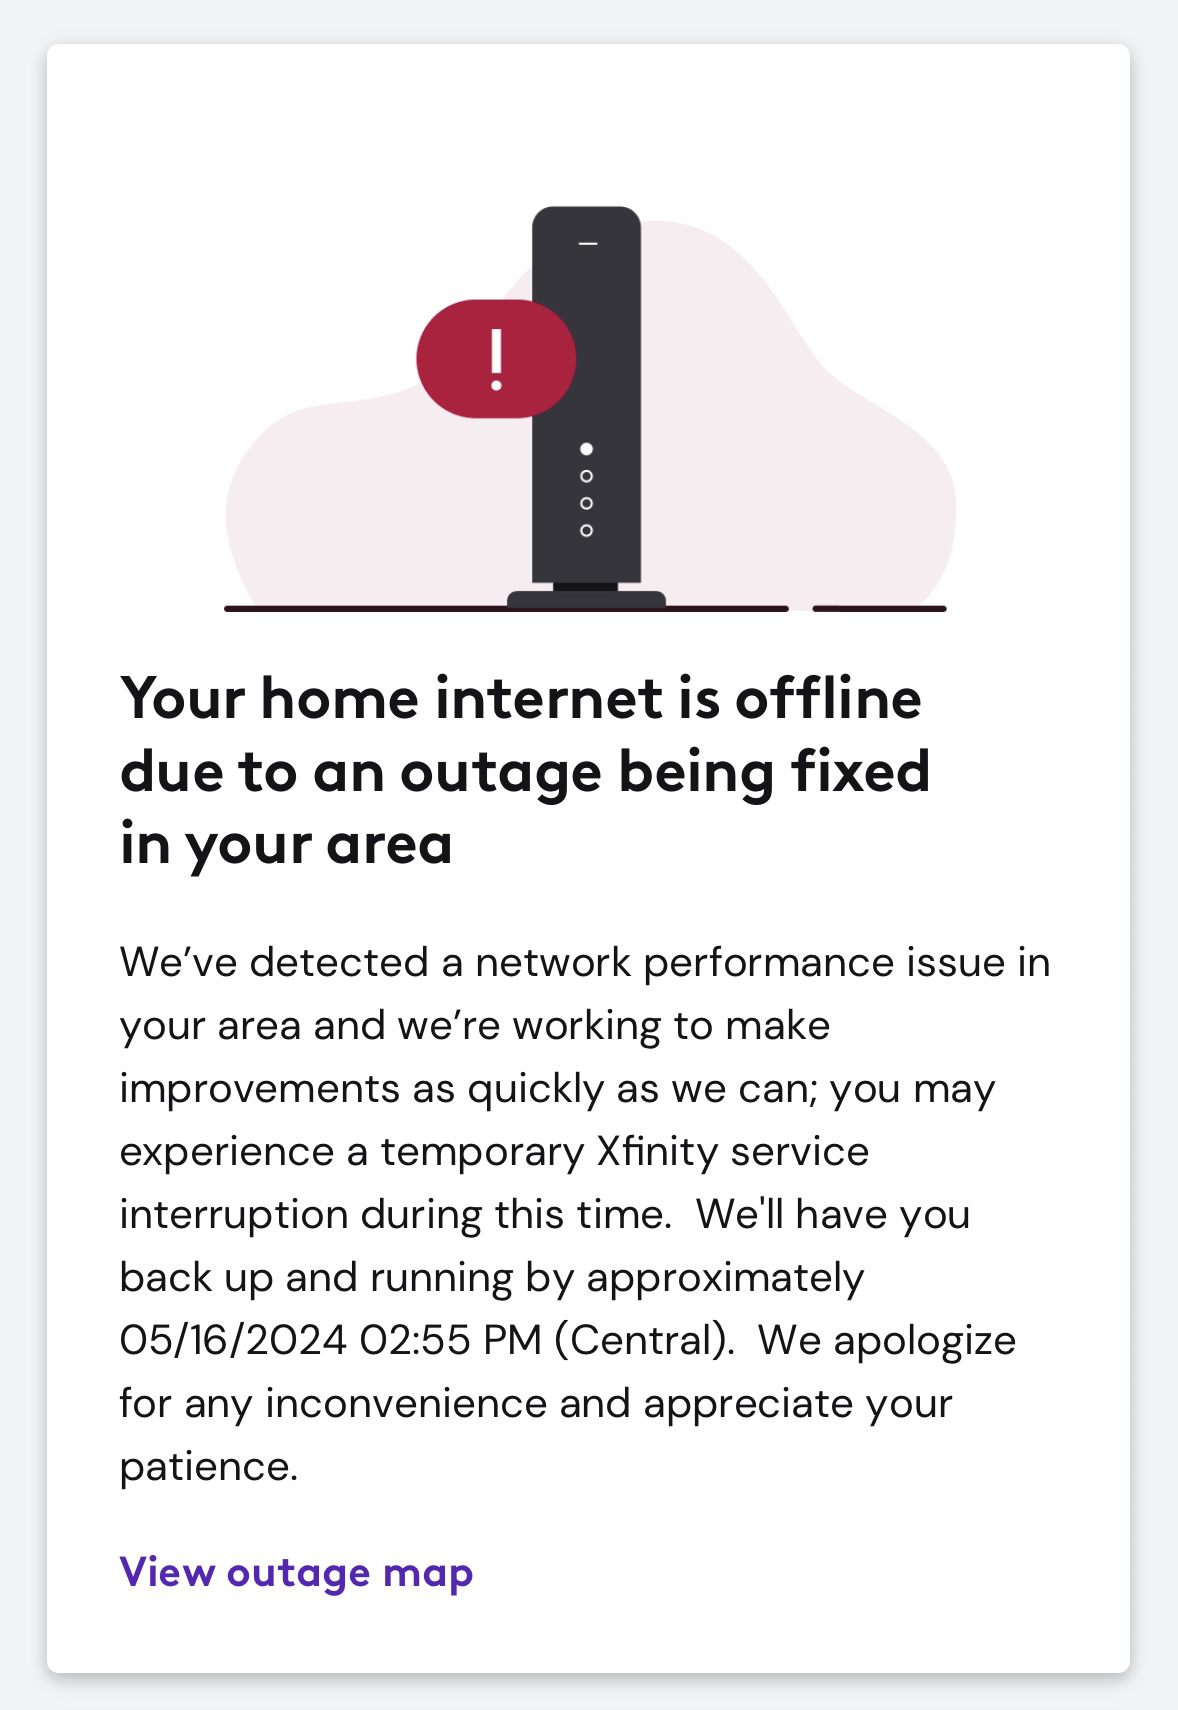 !
Your home internet is offline
due to an outage being fixed
in your area
We’ve detected a network performance issue in
your area and we’re working to make
improvements as quickly as we can; you may
experience a temporary Xfinity service
interruption during this time.  We'll have you
back up and running by approximately
05/16/2024 02:55 PM (Central).  We apologize
for any inconvenience and appreciate your
patience.
View outage map